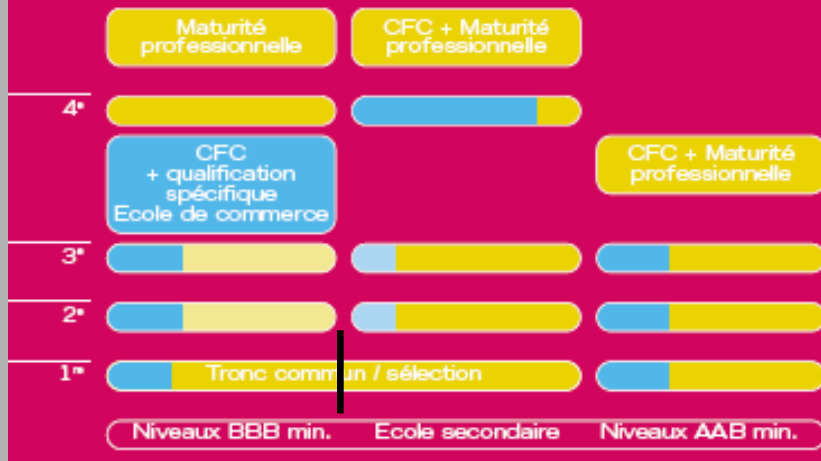 Maturité
professionnelle
CFC + Maturité
professionnelle
4e
CFC
+ qualification
spécifique
Ecole de commerce
CFC + Maturité
professionnelle
3e
2e
1re
Tronc commun / sélection
Niveaux BBB min.
Ecole secondaire
Niveaux AAB min.